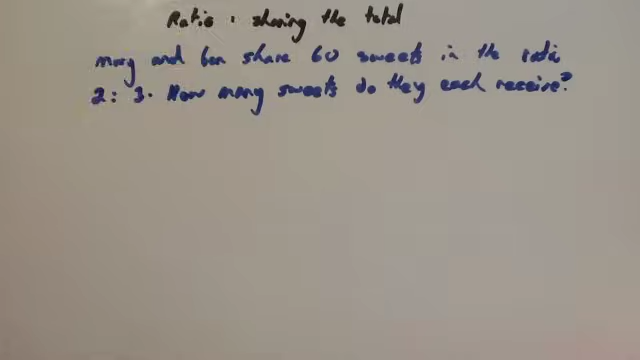 Ratio : sharing the total
mary and ben share 60 sweets in the ratio
2 : 3. How many sweets do they each receive?